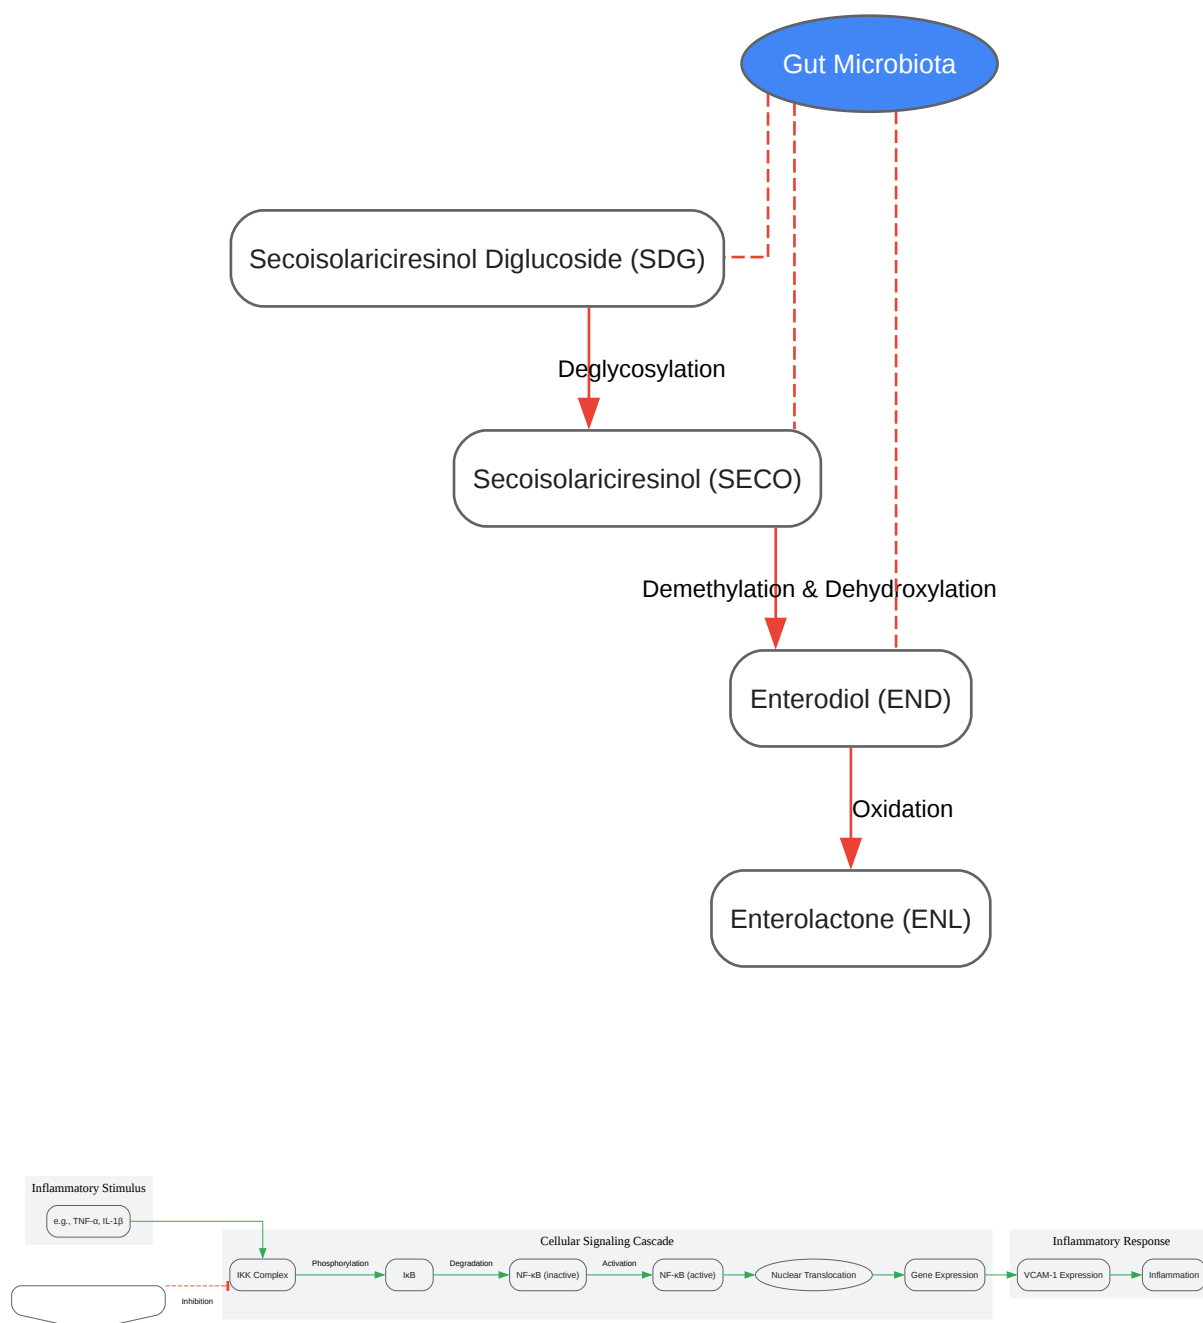 Gut Microbiota
Secoisolariciresinol Diglucoside (SDG)
Deglycosylation
Secoisolariciresinol (SECO)
Demethylation & Dehydroxylation
Enterodiol (END)
Oxidation
Enterolactone (ENL)
Inflammatory Stimulus
e.g., TNF-α, IL-1β
Cellular Signaling Cascade
Inflammatory Response
IKK Complex
Phosphorylation
IκB
Degradation
NF-κB (inactive)
Activation
NF-κB (active)
Nuclear Translocation
Gene Expression
VCAM-1 Expression
Inflammation
Inhibition